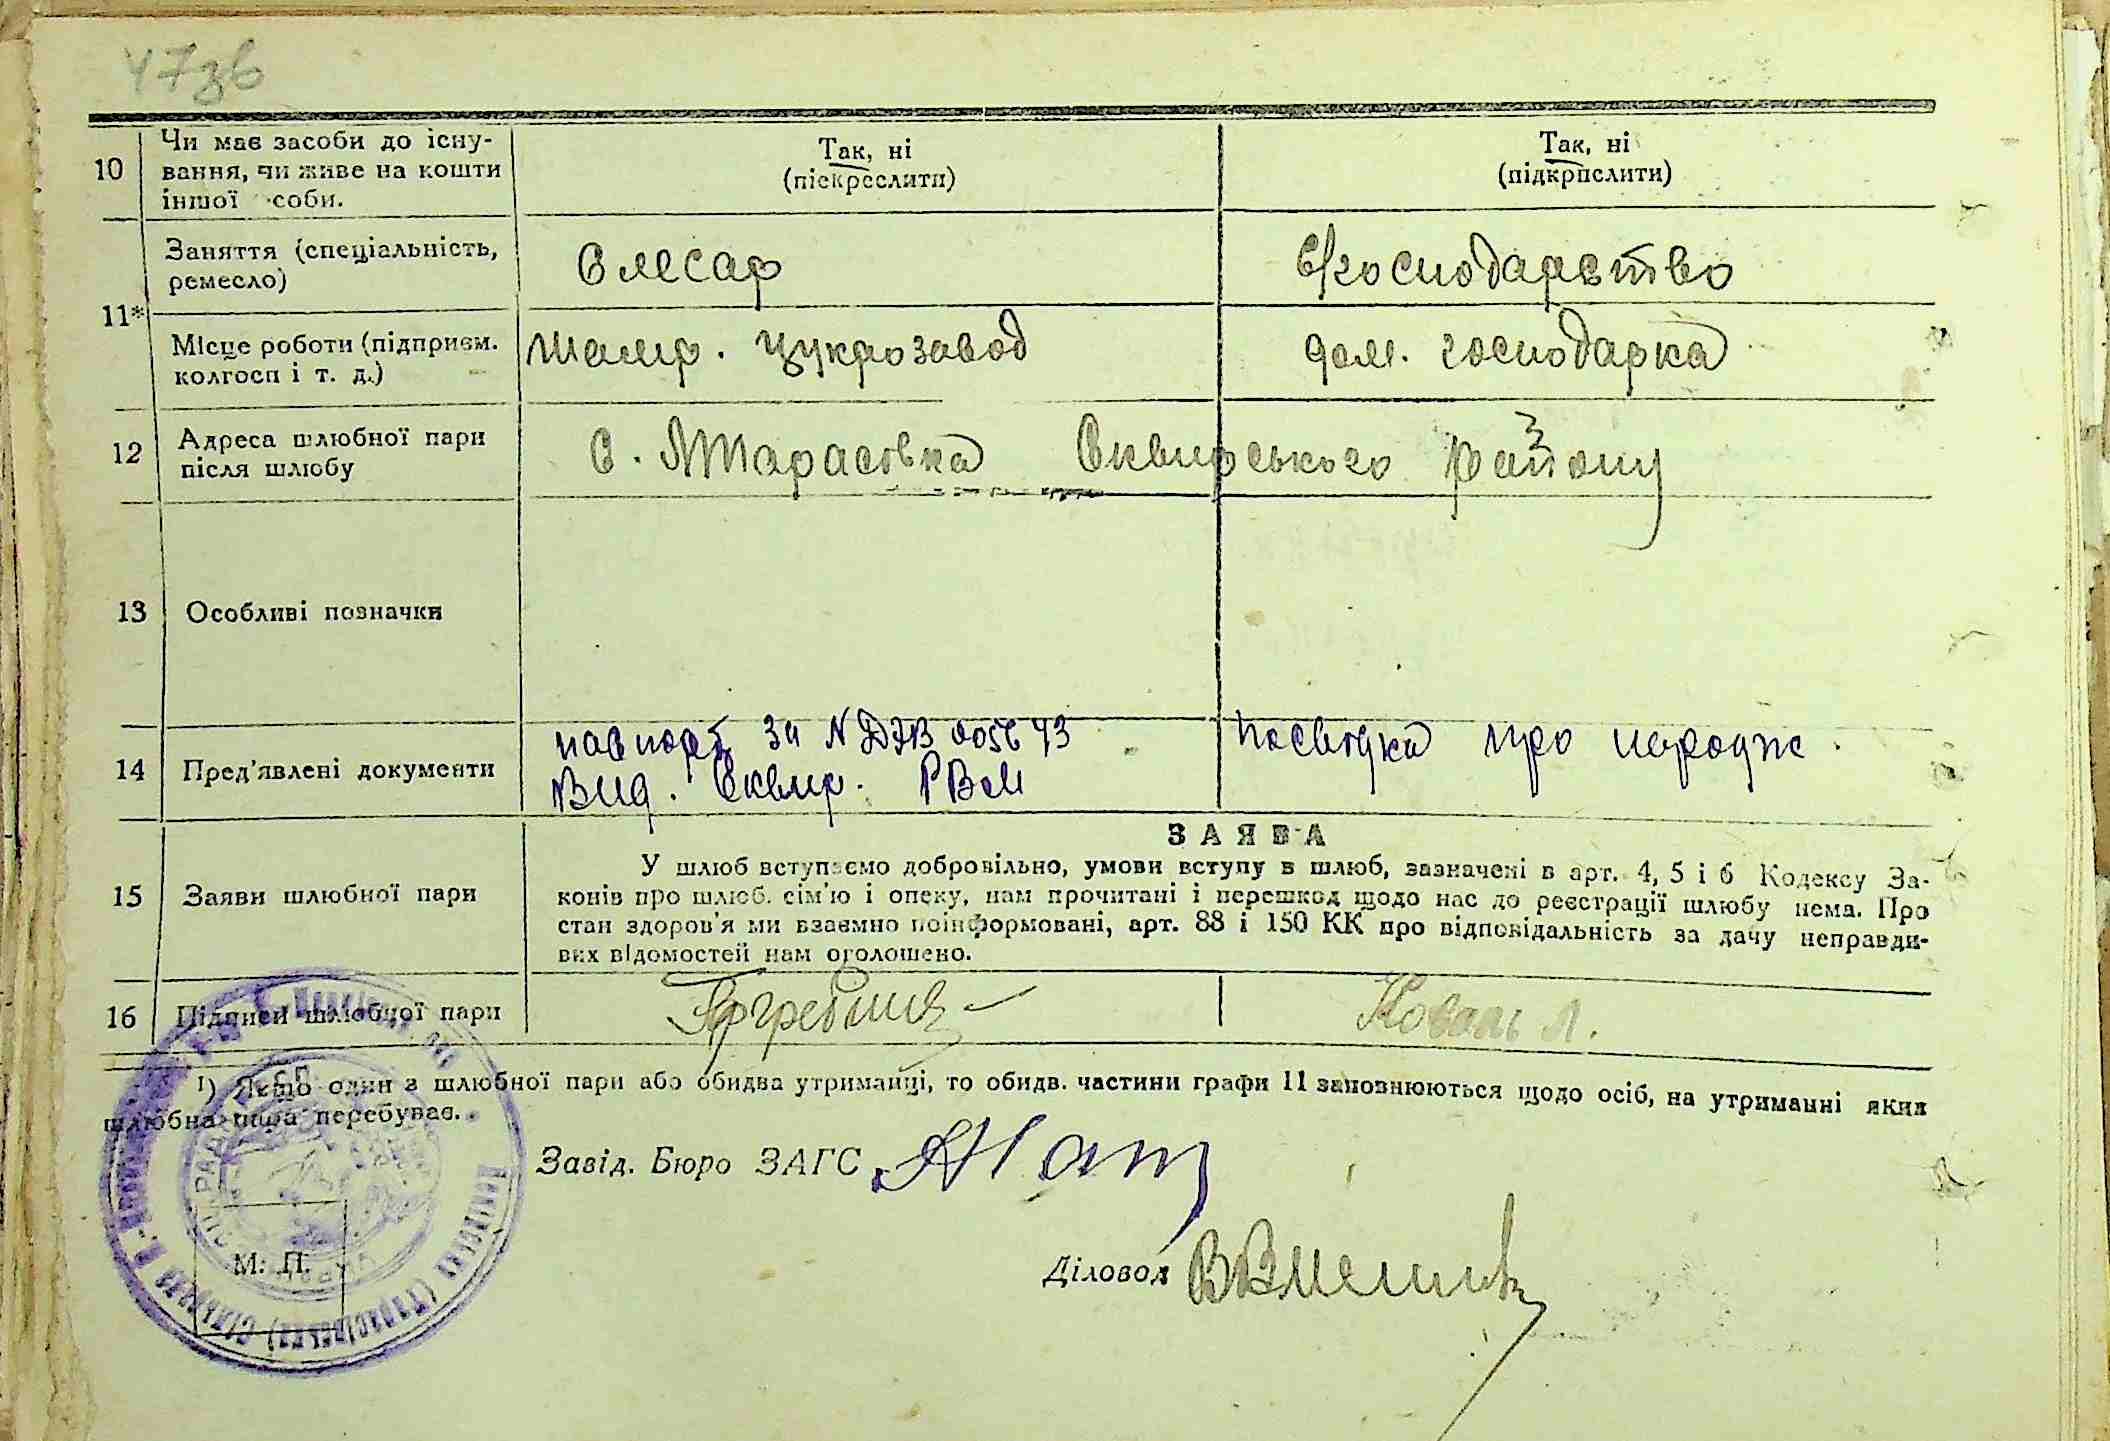 47зв
10 Чи має засоби до існу-
вання, чи живе на кошти
іншої соби.
Так, ні
(піекреслити)
Так, ні
(підкрпслити)
11* Заняття (спеціальність,
ремесло)
Слесар
С/господарство
Місце роботи (підприєм.
колгосп і т. д.)
Шамр. цукрозавод
дом. господарка
12 Адреса шлюбної пари
після шлюбу
С. Тарасовка Сквирського району
13 Особливі позначки
14 Пред'явлені документи
паспорт за N
Вид. Сквир. РВМ
посвідка про народж.
15 Заяви шлюбної пари
ЗАЯВА
У шлюб вступаємо добровільно, умови вступу в шлюб, зазначені в арт. 4, 5 і 6 Кодексу За-
конів про шлюб. сім'ю і опеку, нам прочитані і перешкод щодо нас до реєстрації шлюбу нема. Про
стан здоров'я ми взаємно поінформовані, арт. 88 і 150 КК про відповідальність за дачу неправди-
вих відомостей нам оголошено.
16 Підписи шлюбної пари
Коваль Л.
¹) Якщо один з шлюбної пари або обидва утриманці, то обидв. частини графи 11 заповнюються щодо осіб, на утриманні яких
шлюбна пара перебуває.
Завід. Бюро ЗАГС
Діловод
М. П.